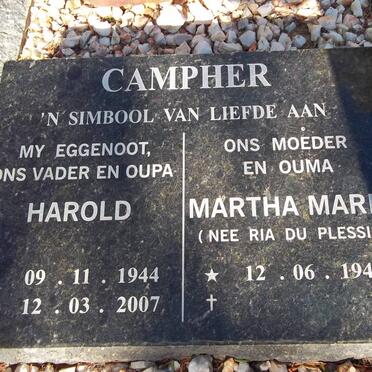 CAMPHER
'N SIMBOOL VAN LIEFDE AAN
MY EGGENOOT,
ONS VADER EN OUPA
HAROLD
09 . 11 . 1944
12 . 03 . 2007
ONS MOEDER
EN OUMA
MARTHA MARI
( NEE RIA DU PLESSI
★ 12 . 06 . 194
†